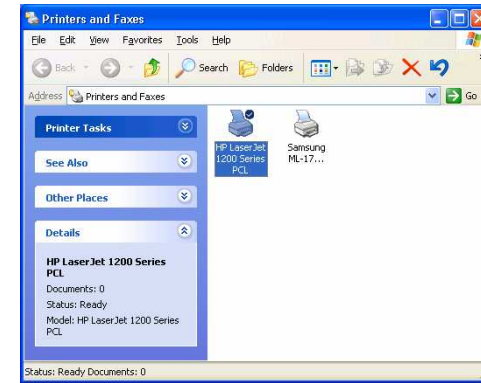 Printers and Faxes
File Edit View Favorites Tools Help
Back Search Folders
Address Printers and Faxes Go
Printer Tasks
See Also
Other Places
Details
HP LaserJet 1200 Series
PCL
Documents: 0
Status: Ready
Model: HP LaserJet 1200 Series
PCL
HP LaserJet
1200 Series
PCL
Samsung
ML-17...
Status: Ready Documents: 0